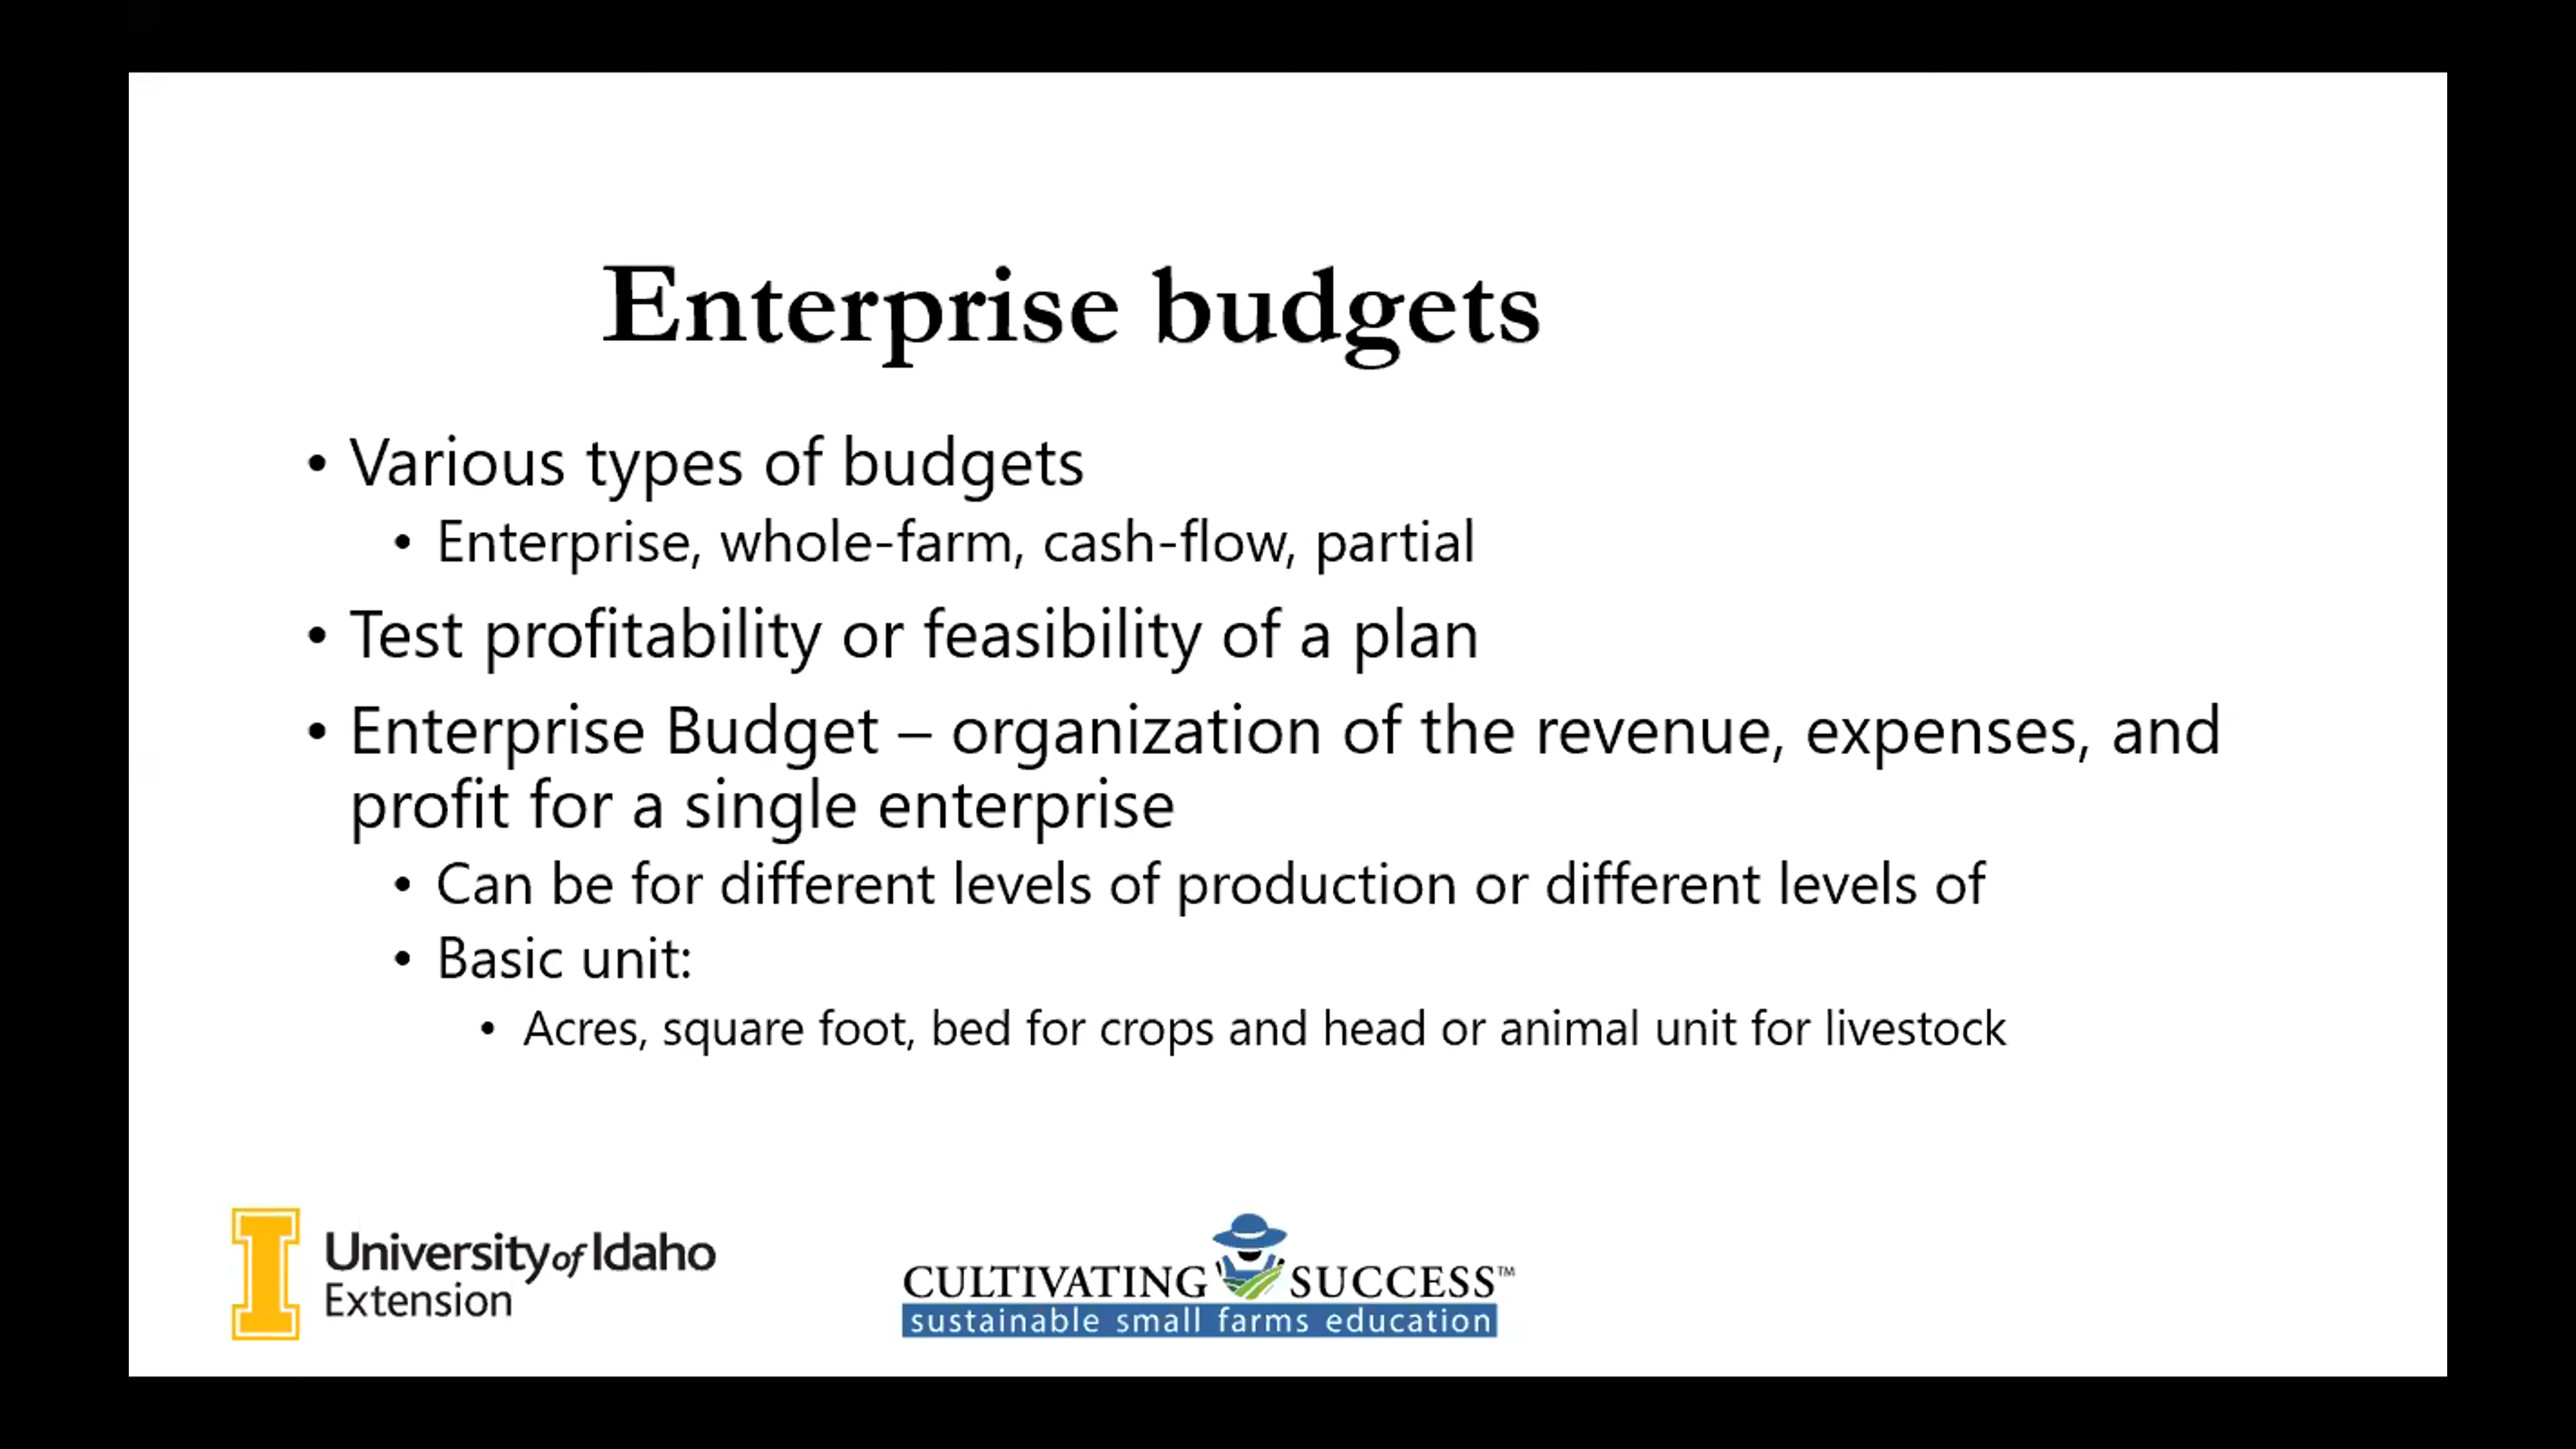 Enterprise budgets
• Various types of budgets
• Enterprise, whole-farm, cash-flow, partial
• Test profitability or feasibility of a plan
• Enterprise Budget – organization of the revenue, expenses, and
profit for a single enterprise
• Can be for different levels of production or different levels of
• Basic unit:
• Acres, square foot, bed for crops and head or animal unit for livestock
I
University of Idaho
Extension
CULTIVATING SUCCESS™
sustainable small farms education